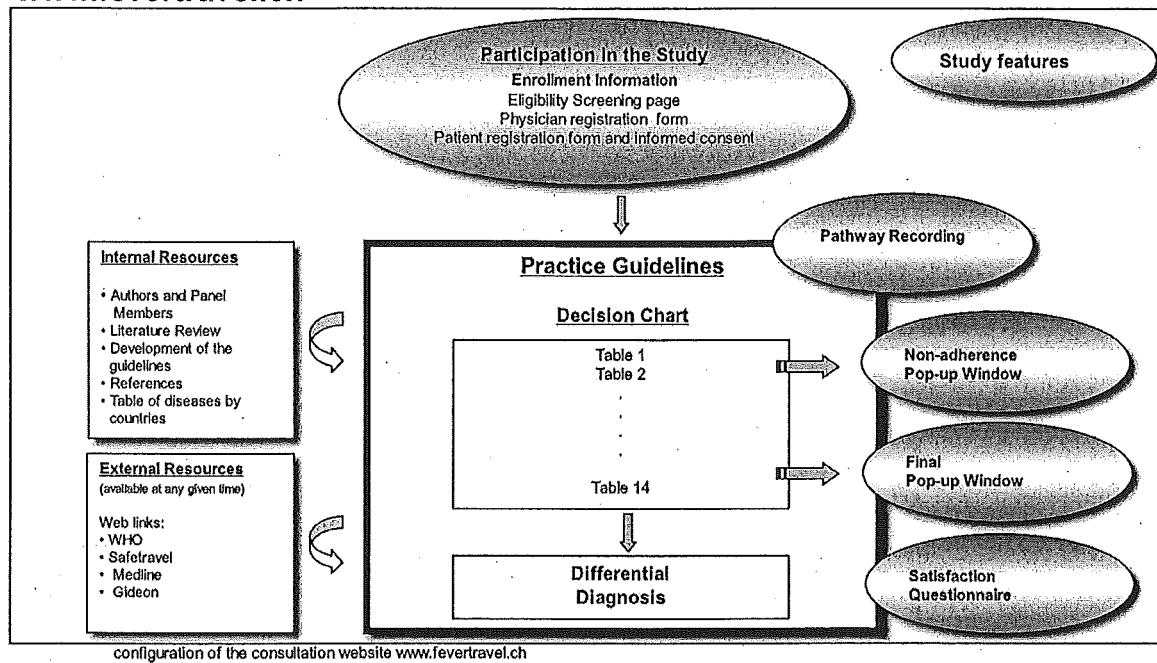 Participation in the Study
Enrollment Information
Eligibility Screening page
Physician registration form
Patient registration form and informed consent
Study features
Pathway Recording
Internal Resources
• Authors and Panel
Members
• Literature Review
• Development of the
guidelines
• References
• Table of diseases by
countries
External Resources
(available at any given time)
Web links:
• WHO
• Safetravel
• Medline
• Gideon
Practice Guidelines
Decision Chart
Table 1
Table 2
Table 14
Differential
Diagnosis
Non-adherence
Pop-up Window
Final
Pop-up Window
Satisfaction
Questionnaire
configuration of the consultation website www.fevertravel.ch